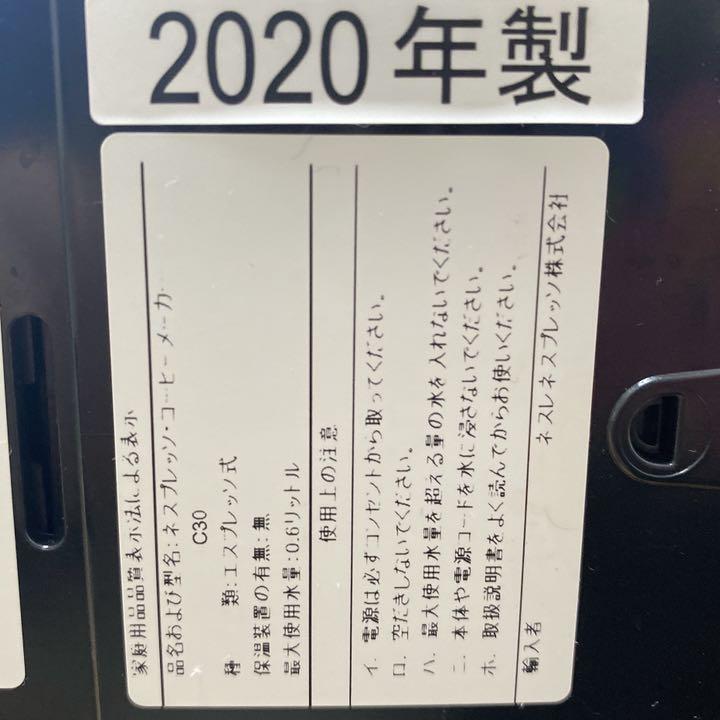 2020年製
家庭用品品質表示法による表示
品名および型名:ネスプレッソ・コーヒーメーカー
C30
種 類:エスプレッソ式
保温装置の有無:無
最大使用水量:0.6リットル
使用上の注意
イ. 電源は必ずコンセントから取ってください。
ロ. 空だきしないでください。
ハ. 最大使用水量を超える量の水を入れないでください。
ニ. 本体や電源コードを水に浸さないでください。
ホ. 取扱説明書をよく読んでからお使いください。
輸入者 ネスレネスプレッソ株式会社